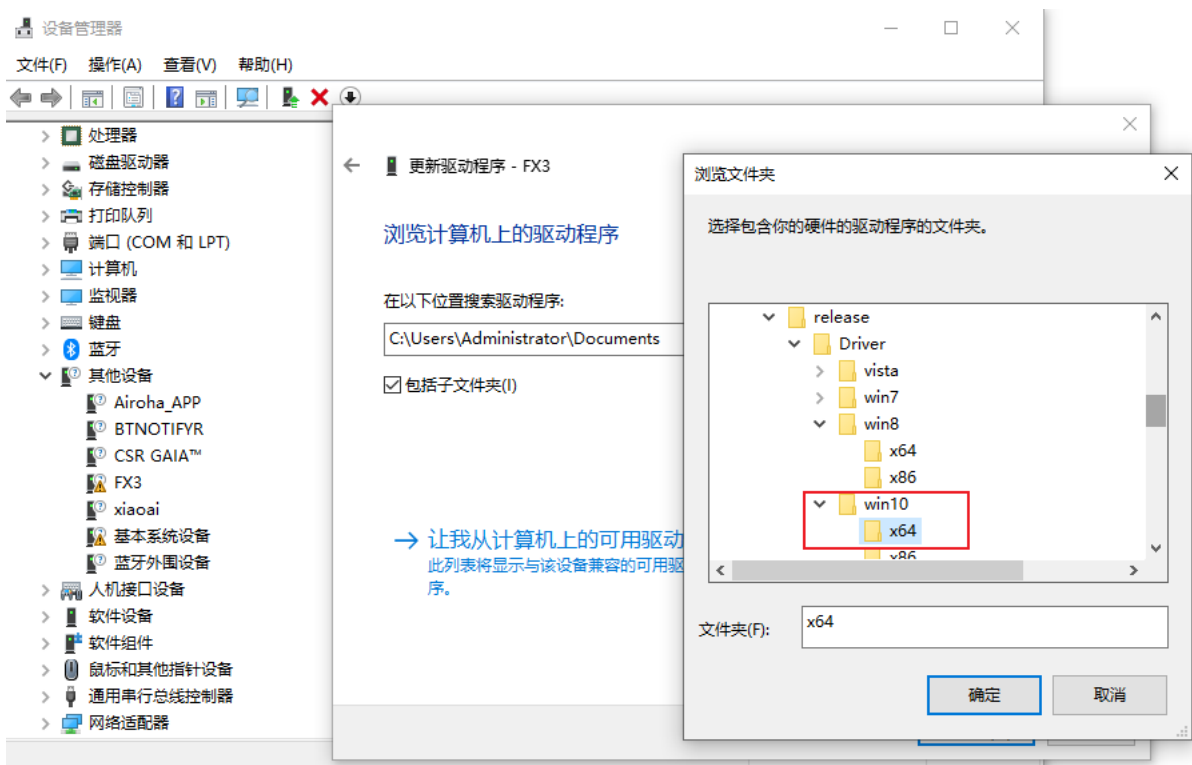 设备管理器
文件(F) 操作(A) 查看(V) 帮助(H)
处理器
磁盘驱动器
存储控制器
打印队列
端口 (COM 和 LPT)
计算机
监视器
键盘
蓝牙
其他设备
Airoha_APP
BTNOTIFYR
CSR GAIA™
FX3
xiaoai
基本系统设备
蓝牙外围设备
人机接口设备
软件设备
软件组件
鼠标和其他指针设备
通用串行总线控制器
网络适配器
更新驱动程序 - FX3
浏览计算机上的驱动程序
在以下位置搜索驱动程序:
C:\Users\Administrator\Documents
包括子文件夹(I)
让我从计算机上的可用驱动
此列表将显示与该设备兼容的可用驱
序。
浏览文件夹
选择包含你的硬件的驱动程序的文件夹。
release
Driver
vista
win7
win8
x64
x86
win10
x64
x86
文件夹(F):
x64
确定
取消